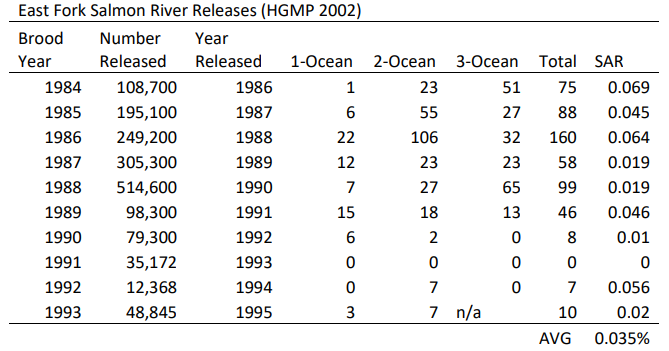 East Fork Salmon River Releases (HGMP 2002)
Brood Number Year
Year Released Released 1-Ocean 2-Ocean 3-Ocean Total SAR
1984 108,700 1986 1 23 51 75 0.069
1985 195,100 1987 6 55 27 88 0.045
1986 249,200 1988 22 106 32 160 0.064
1987 305,300 1989 12 23 23 58 0.019
1988 514,600 1990 7 27 65 99 0.019
1989 98,300 1991 15 18 13 46 0.046
1990 79,300 1992 6 2 0 8 0.01
1991 35,172 1993 0 0 0 0 0
1992 12,368 1994 0 7 0 7 0.056
1993 48,845 1995 3 7 n/a 10 0.02
AVG 0.035%